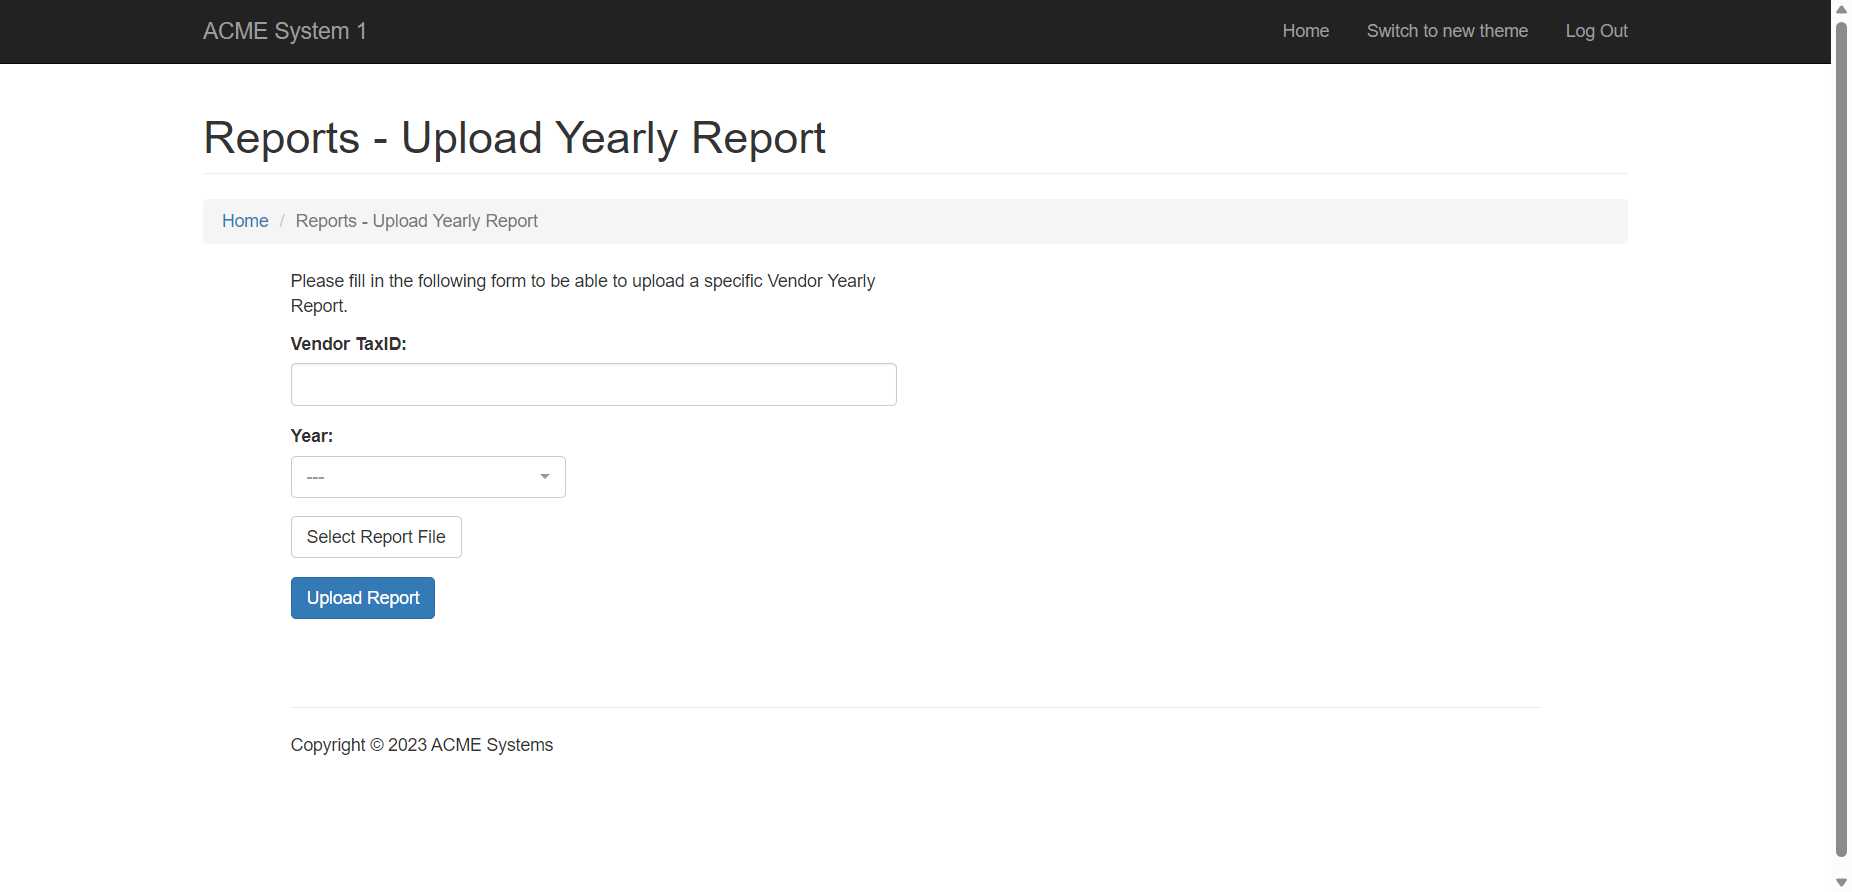 ACME System 1
Home
Switch to new theme
Log Out
Reports - Upload Yearly Report
Home / Reports - Upload Yearly Report
Please fill in the following form to be able to upload a specific Vendor Yearly
Report.
Vendor TaxID:
Year:
---
Select Report File
Upload Report
Copyright © 2023 ACME Systems